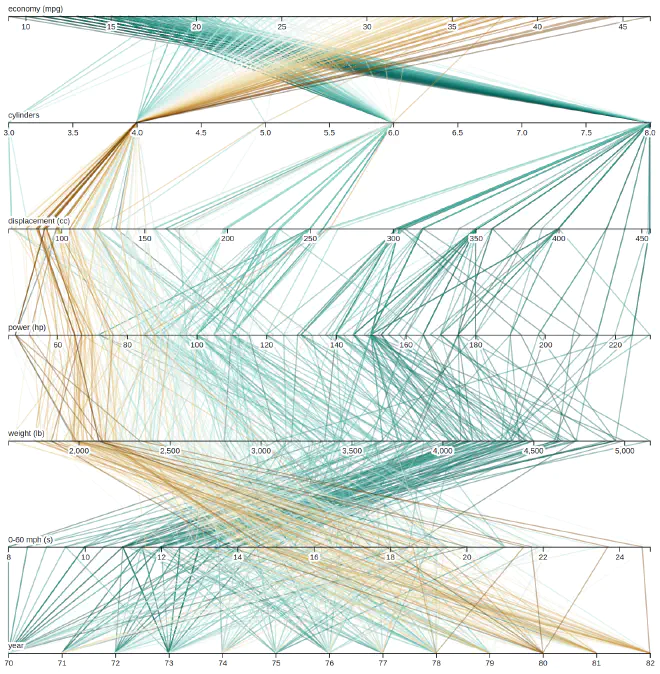 economy (mpg)
10 15 20 25 30 35 40 45
cylinders
3.0 3.5 4.0 4.5 5.0 5.5 6.0 6.5 7.0 7.5 8.0
displacement (cc)
100 150 200 250 300 350 400 450
power (hp)
60 80 100 120 140 160 180 200 220
weight (lb)
2,000 2,500 3,000 3,500 4,000 4,500 5,000
0-60 mph (s)
8 10 12 14 16 18 20 22 24
year
70 71 72 73 74 75 76 77 78 79 80 81 82